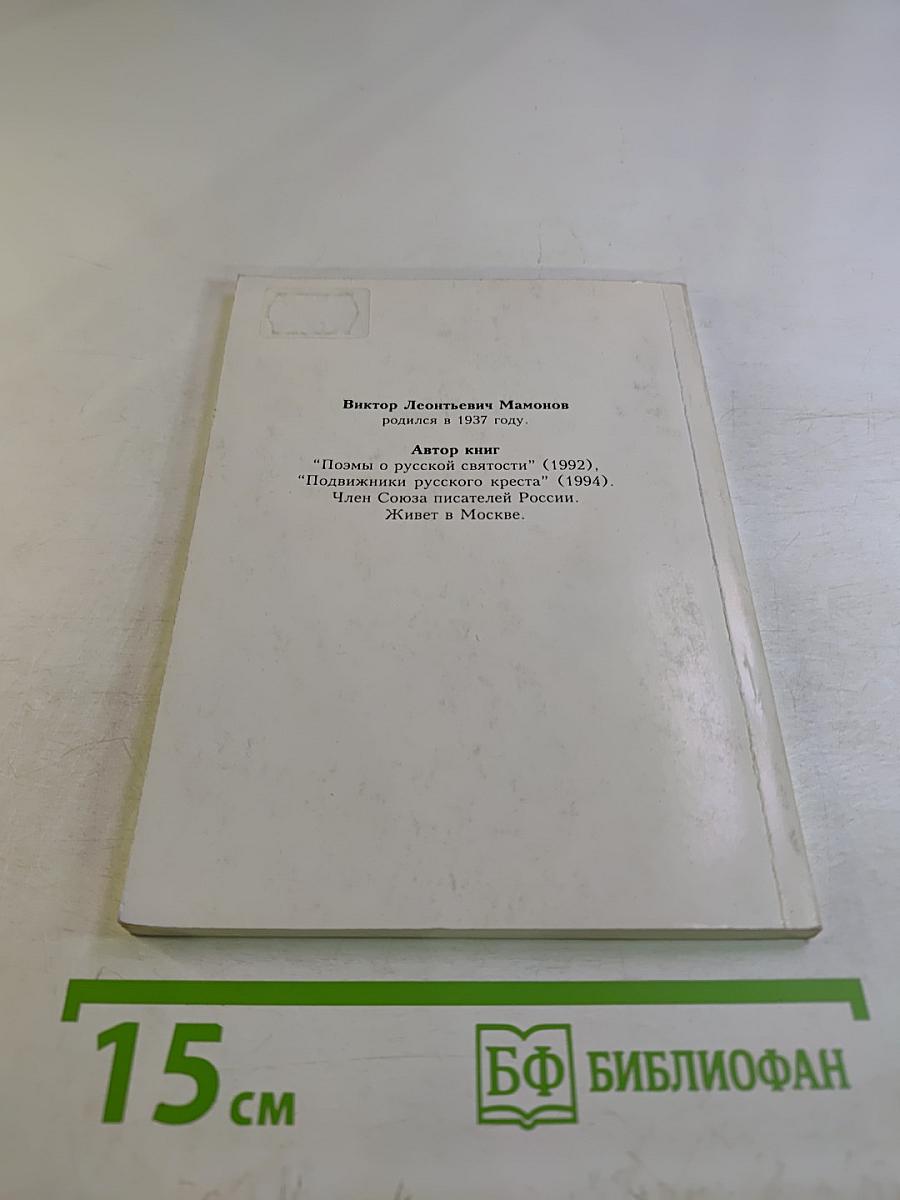 Виктор Леонтьевич Мамонов
родился в 1937 году.
Автор книг
“Поэмы о русской святости” (1992),
“Подвижники русского креста” (1994).
Член Союза писателей России.
Живет в Москве.
15 см
БФ БИБЛИОФАН